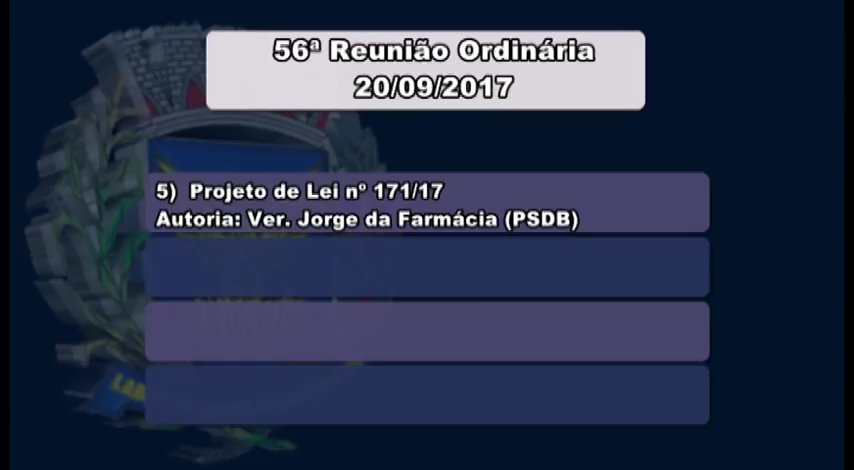 56ª Reunião Ordinária
20/09/2017
5) Projeto de Lei nº 171/17
Autoria: Ver. Jorge da Farmácia (PSDB)